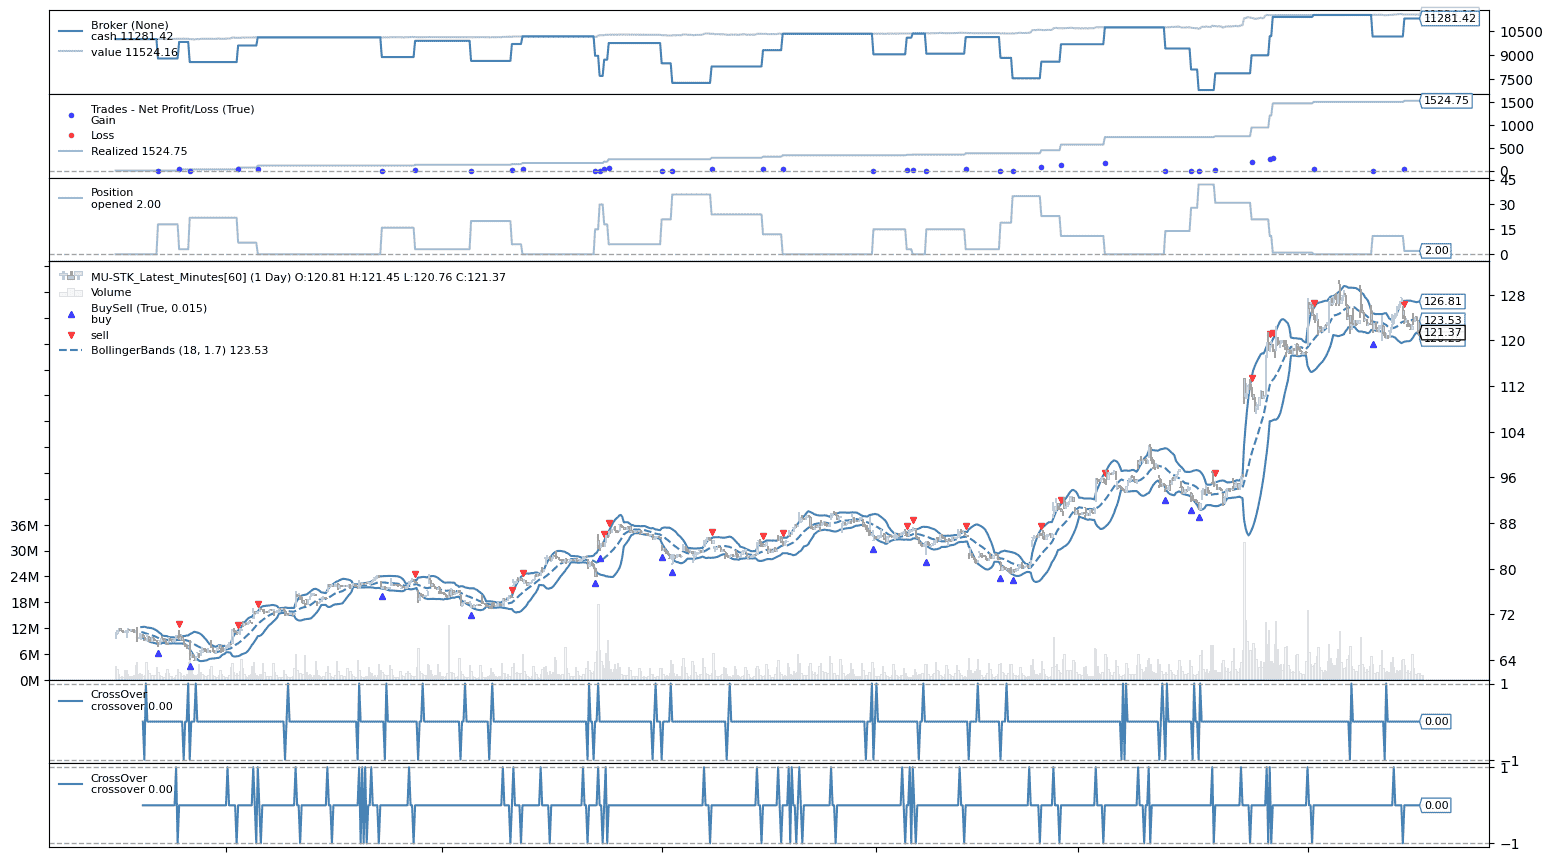 Broker (None)
cash 11281.42
value 11524.16
11281.42
10500
9000
7500
Trades - Net Profit/Loss (True)
Gain
Loss
Realized 1524.75
1524.75
1500
1000
500
0
Position
opened 2.00
45
30
15
0
2.00
MU-STK_Latest_Minutes[60] (1 Day) O:120.81 H:121.45 L:120.76 C:121.37
Volume
BuySell (True, 0.015)
buy
sell
BollingerBands (18, 1.7) 123.53
126.81
123.53
121.37
128
120
112
104
96
88
80
72
64
36M
30M
24M
18M
12M
6M
0M
CrossOver
crossover 0.00
1
0.00
−1
CrossOver
crossover 0.00
1
0.00
−1